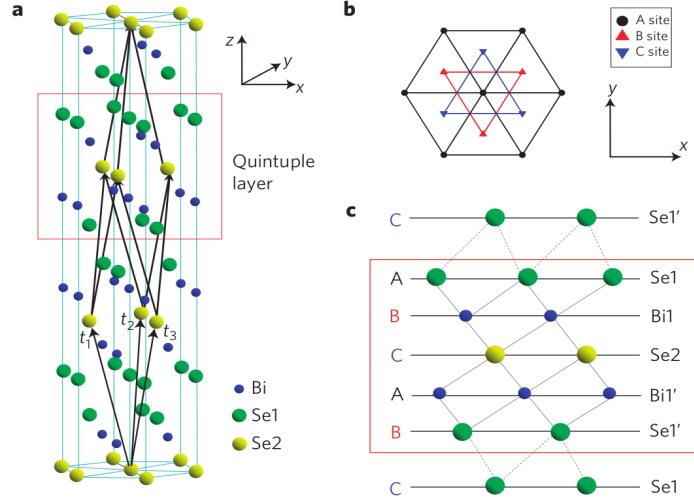 a
z
y
x
Quintuple
layer
t1
t2
t3
Bi
Se1
Se2
b
A site
B site
C site
y
x
c
C Se1′
A Se1
B Bi1
C Se2
A Bi1′
B Se1′
C Se1